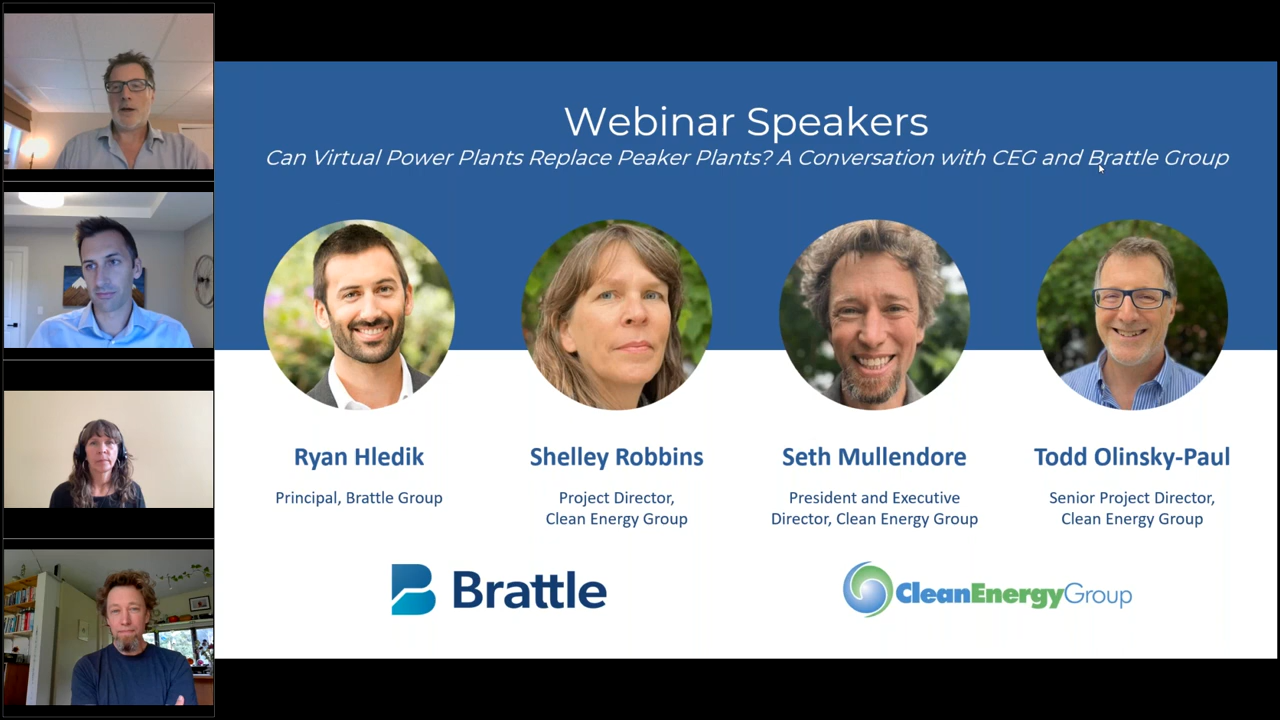 Webinar Speakers
Can Virtual Power Plants Replace Peaker Plants? A Conversation with CEG and Brattle Group
Ryan Hledik
Principal, Brattle Group
Shelley Robbins
Project Director,
Clean Energy Group
Seth Mullendore
President and Executive
Director, Clean Energy Group
Todd Olinsky-Paul
Senior Project Director,
Clean Energy Group
Brattle
CleanEnergyGroup